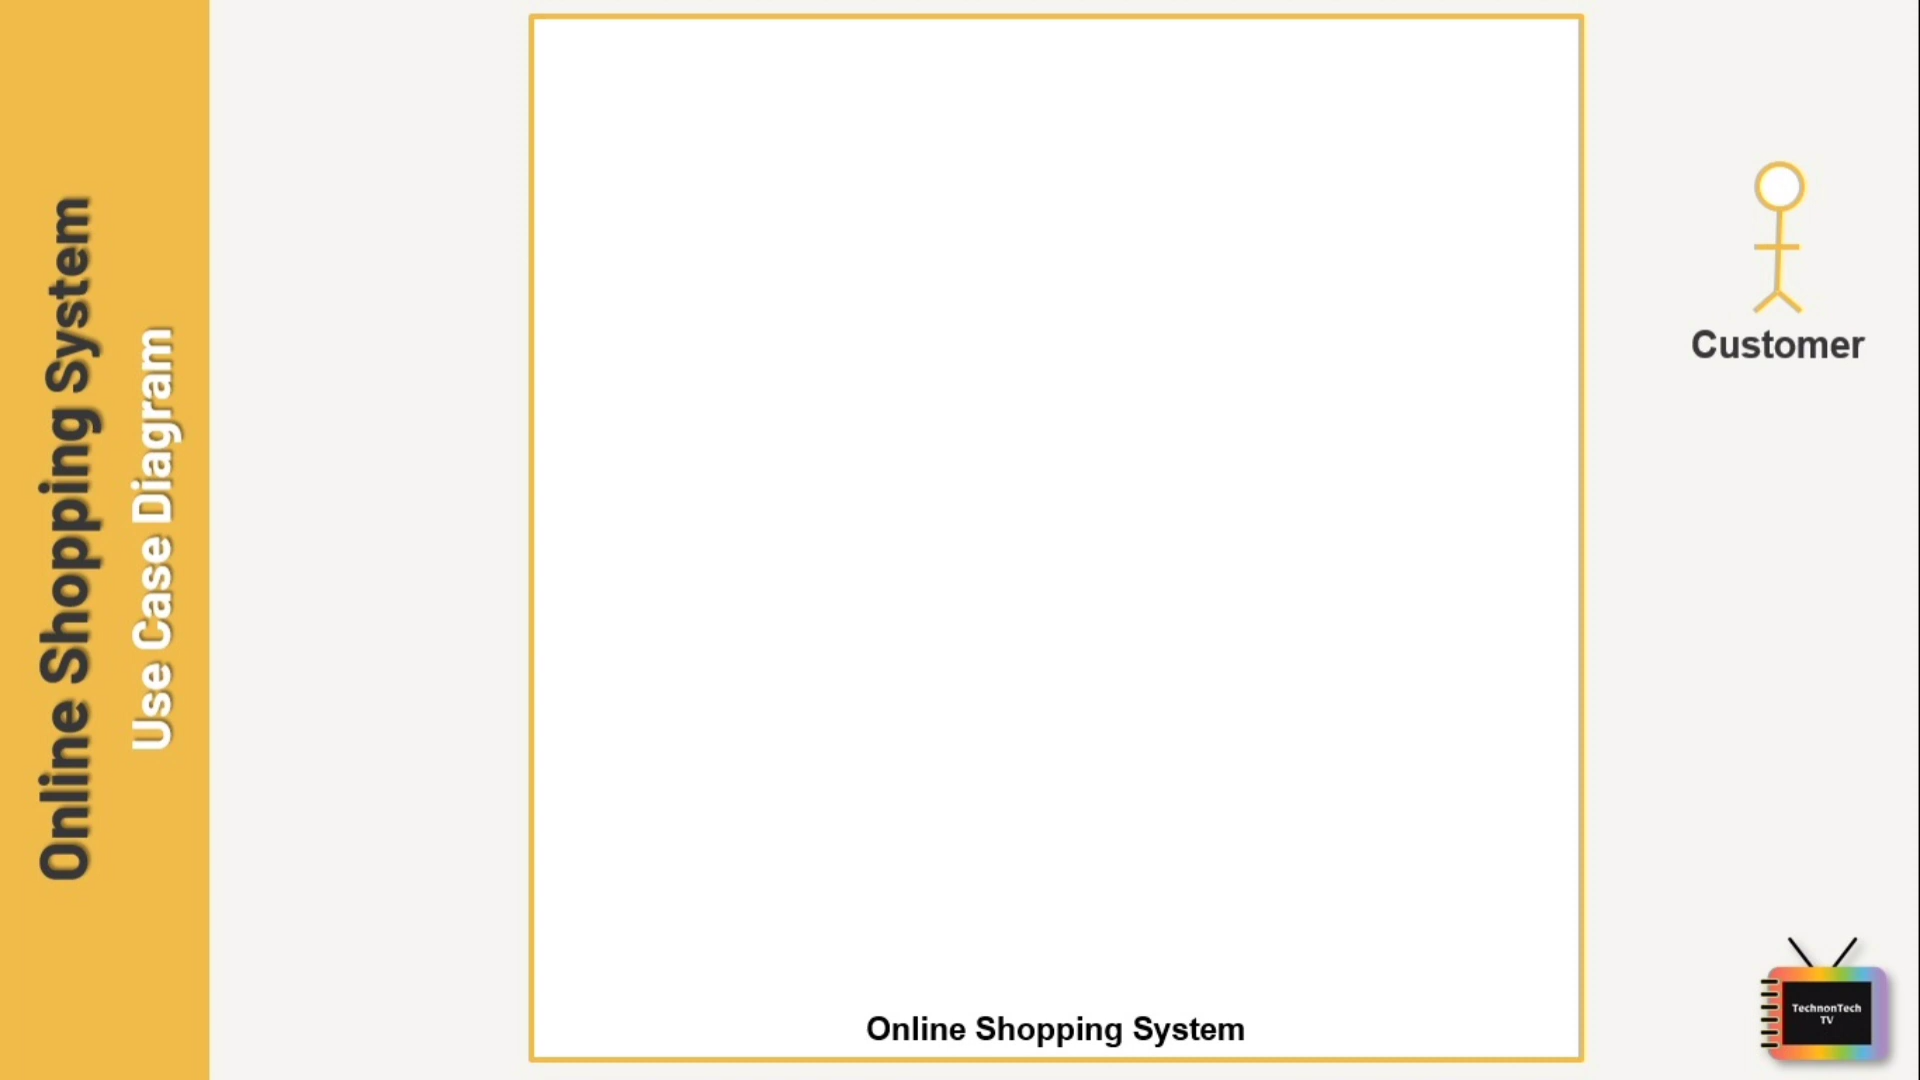 Online Shopping System
Use Case Diagram
Customer
Online Shopping System
TechnonTech
TV